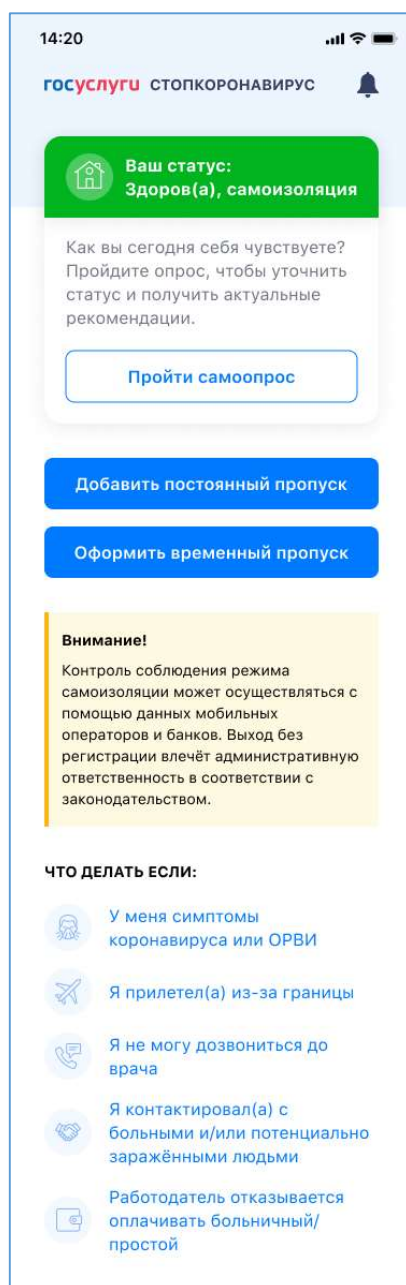 14:20
госуслуги СТОПКОРОНАВИРУС
Ваш статус:
Здоров(а), самоизоляция
Как вы сегодня себя чувствуете?
Пройдите опрос, чтобы уточнить
статус и получить актуальные
рекомендации.
Пройти самоопрос
Добавить постоянный пропуск
Оформить временный пропуск
Внимание!
Контроль соблюдения режима
самоизоляции может осуществляться с
помощью данных мобильных
операторов и банков. Выход без
регистрации влечёт административную
ответственность в соответствии с
законодательством.
ЧТО ДЕЛАТЬ ЕСЛИ:
У меня симптомы
коронавируса или ОРВИ
Я прилетел(а) из-за границы
Я не могу дозвониться до
врача
Я контактировал(а) с
больными и/или потенциально
заражёнными людьми
Работодатель отказывается
оплачивать больничный/
простой